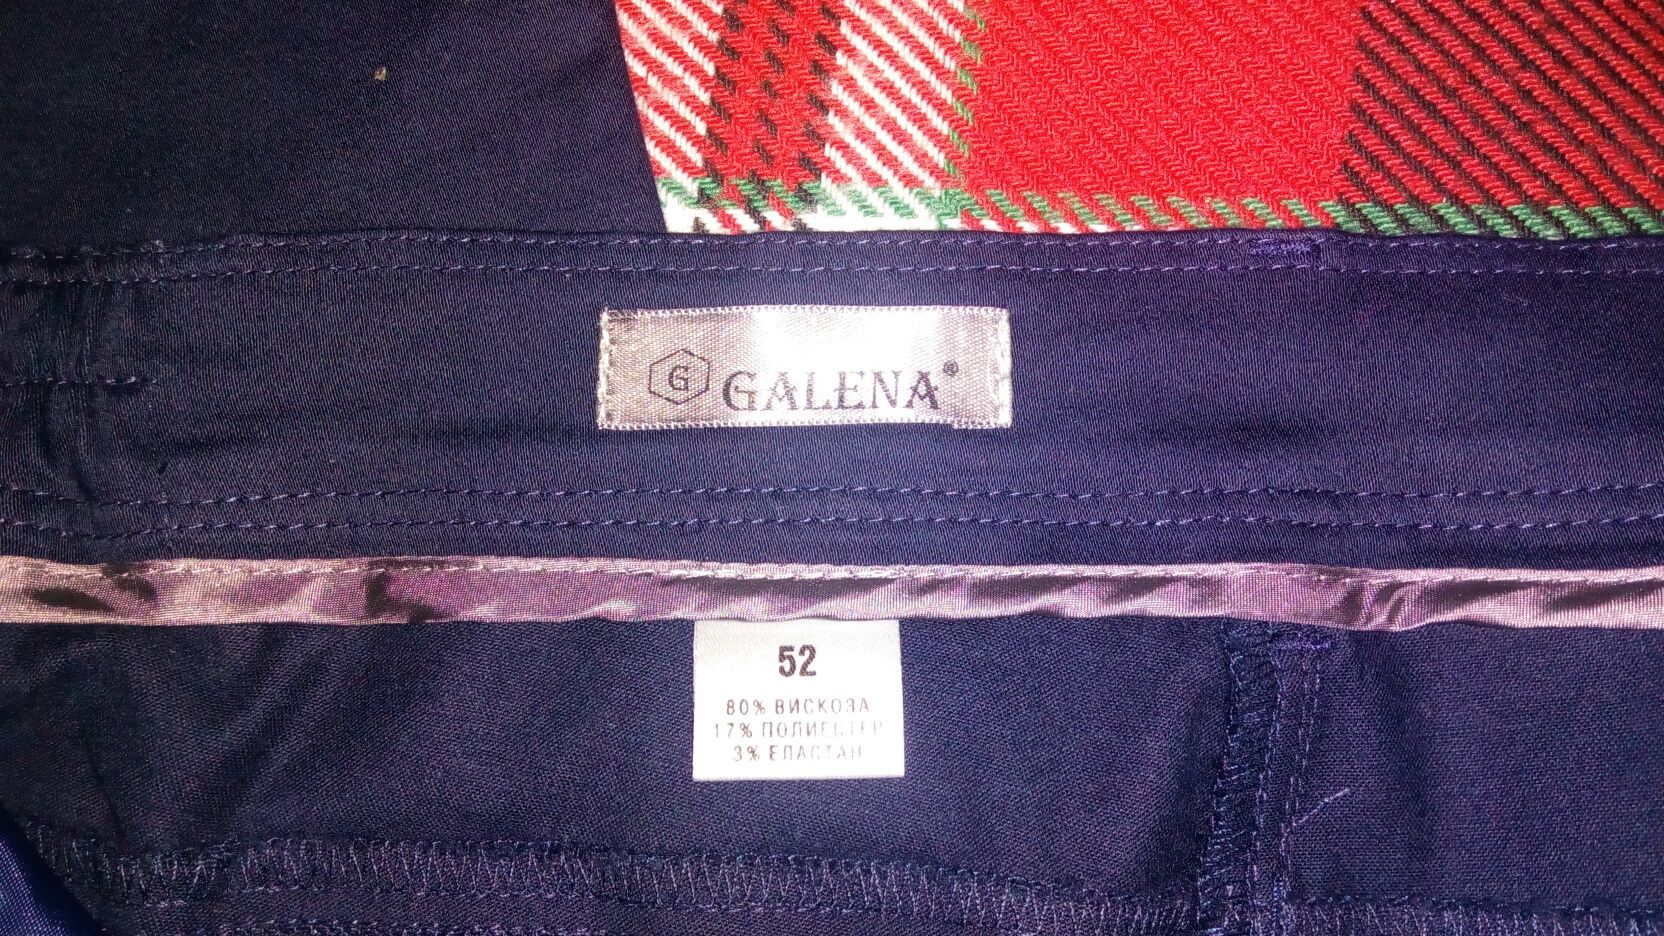 G GALENA®
52
80% ВИСКОЗА
17% ПОЛИЕСТЕР
3% ЕЛАСТАН